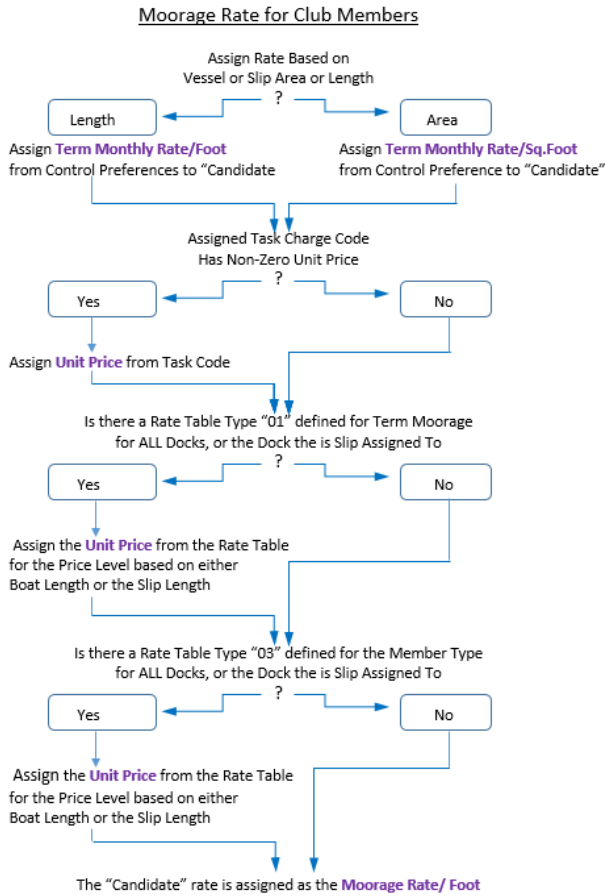 Moorage Rate for Club Members
Assign Rate Based on
Vessel or Slip Area or Length
?
Length
Area
Assign Term Monthly Rate/Foot
from Control Preferences to “Candidate
Assign Term Monthly Rate/Sq.Foot
from Control Preference to “Candidate”
Assigned Task Charge Code
Has Non-Zero Unit Price
?
Yes
No
Assign Unit Price from Task Code
Is there a Rate Table Type “01” defined for Term Moorage
for ALL Docks, or the Dock the is Slip Assigned To
?
Yes
No
Assign the Unit Price from the Rate Table
for the Price Level based on either
Boat Length or the Slip Length
Is there a Rate Table Type “03” defined for the Member Type
for ALL Docks, or the Dock the is Slip Assigned To
?
Yes
No
Assign the Unit Price from the Rate Table
for the Price Level based on either
Boat Length or the Slip Length
The “Candidate” rate is assigned as the Moorage Rate/ Foot